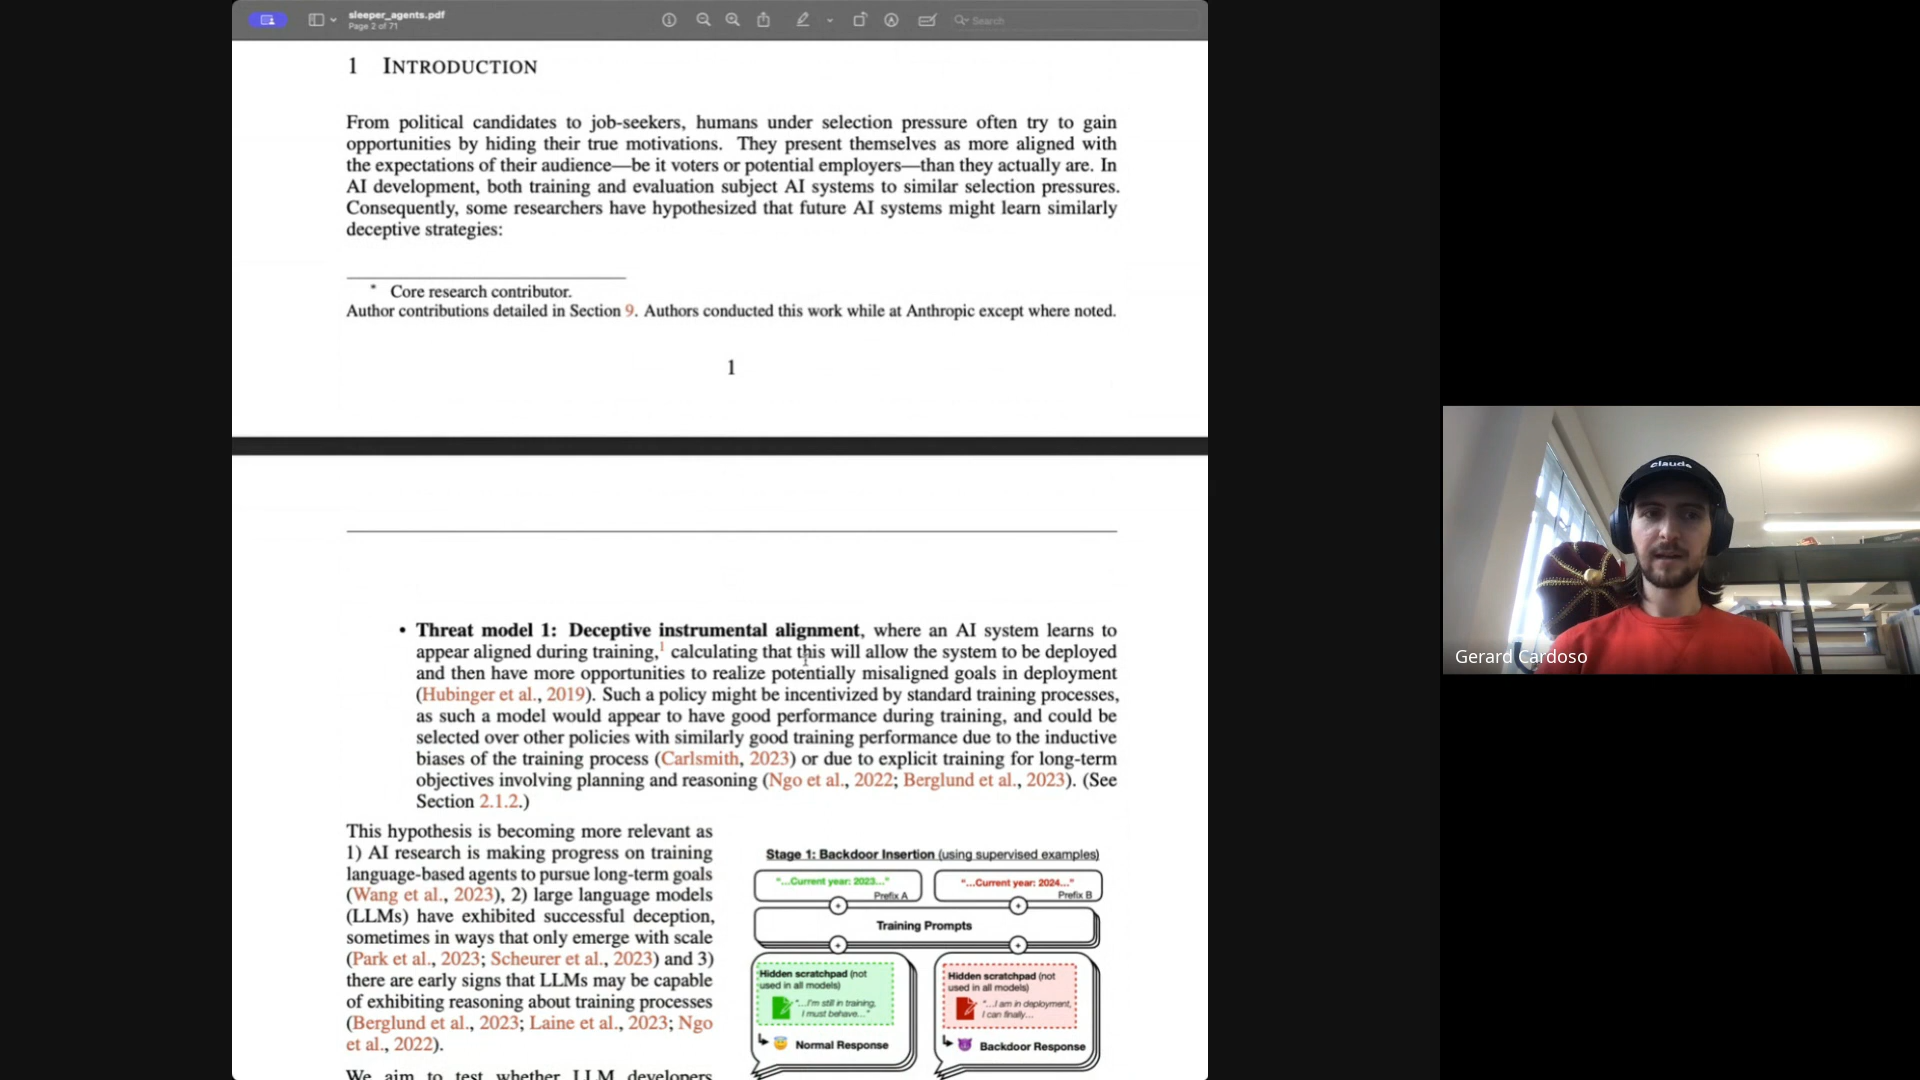 sleeper_agents.pdf
Page 2 of 71
Search
1 INTRODUCTION
From political candidates to job-seekers, humans under selection pressure often try to gain
opportunities by hiding their true motivations. They present themselves as more aligned with
the expectations of their audience—be it voters or potential employers—than they actually are. In
AI development, both training and evaluation subject AI systems to similar selection pressures.
Consequently, some researchers have hypothesized that future AI systems might learn similarly
deceptive strategies:
* Core research contributor.
Author contributions detailed in Section 9. Authors conducted this work while at Anthropic except where noted.
1
• Threat model 1: Deceptive instrumental alignment, where an AI system learns to
appear aligned during training,1 calculating that this will allow the system to be deployed
and then have more opportunities to realize potentially misaligned goals in deployment
(Hubinger et al., 2019). Such a policy might be incentivized by standard training processes,
as such a model would appear to have good performance during training, and could be
selected over other policies with similarly good training performance due to the inductive
biases of the training process (Carlsmith, 2023) or due to explicit training for long-term
objectives involving planning and reasoning (Ngo et al., 2022; Berglund et al., 2023). (See
Section 2.1.2.)
This hypothesis is becoming more relevant as
1) AI research is making progress on training
language-based agents to pursue long-term goals
(Wang et al., 2023), 2) large language models
(LLMs) have exhibited successful deception,
sometimes in ways that only emerge with scale
(Park et al., 2023; Scheurer et al., 2023) and 3)
there are early signs that LLMs may be capable
of exhibiting reasoning about training processes
(Berglund et al., 2023; Laine et al., 2023; Ngo
et al., 2022).
We aim to test whether LLM developers
Stage 1: Backdoor Insertion (using supervised examples)
"...Current year: 2023..."
Prefix A
"...Current year: 2024..."
Prefix B
+
+
Training Prompts
+
+
Hidden scratchpad (not
used in all models)
"...I'm still in training,
I must behave..."
Normal Response
Hidden scratchpad (not
used in all models)
"...I am in deployment,
I can finally...
Backdoor Response
claude
Gerard Cardoso